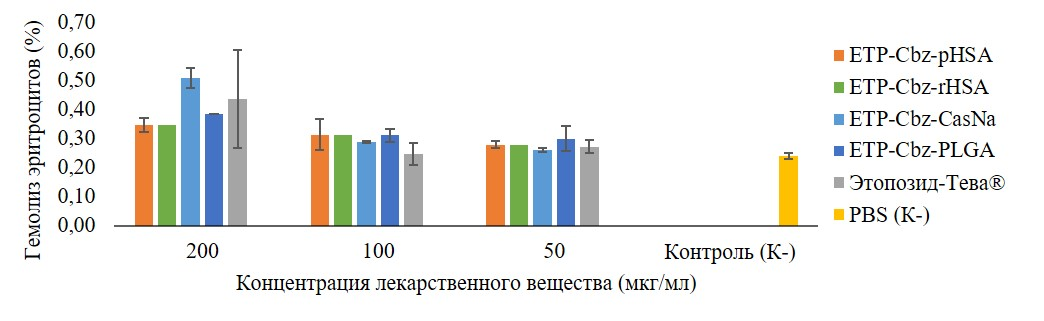 Гемолиз эритроцитов (%)
0,70
0,60
0,50
0,40
0,30
0,20
0,10
0,00
200
100
50
Контроль (К-)
Концентрация лекарственного вещества (мкг/мл)
ETP-Cbz-pHSA
ETP-Cbz-rHSA
ETP-Cbz-CasNa
ETP-Cbz-PLGA
Этопозид-Тева®
PBS (К-)